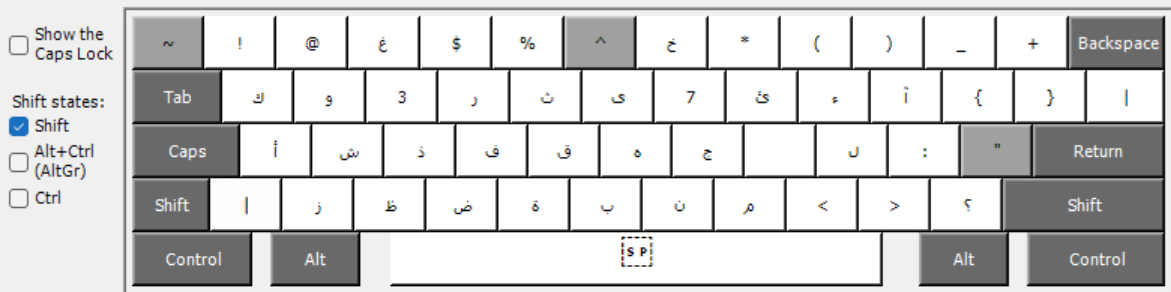 Show the Caps Lock
Shift states:
Shift
Alt+Ctrl (AltGr)
Ctrl
~ ! @ غ $ % ^ خ * ( ) _ + Backspace
Tab ك و 3 ر ث ى 7 ئ ء آ { } |
Caps أ ش ذ ف ق ه ج ل : " Return
Shift | ز ظ ض ة ب ن م < > ؟ Shift
Control Alt SP Alt Control